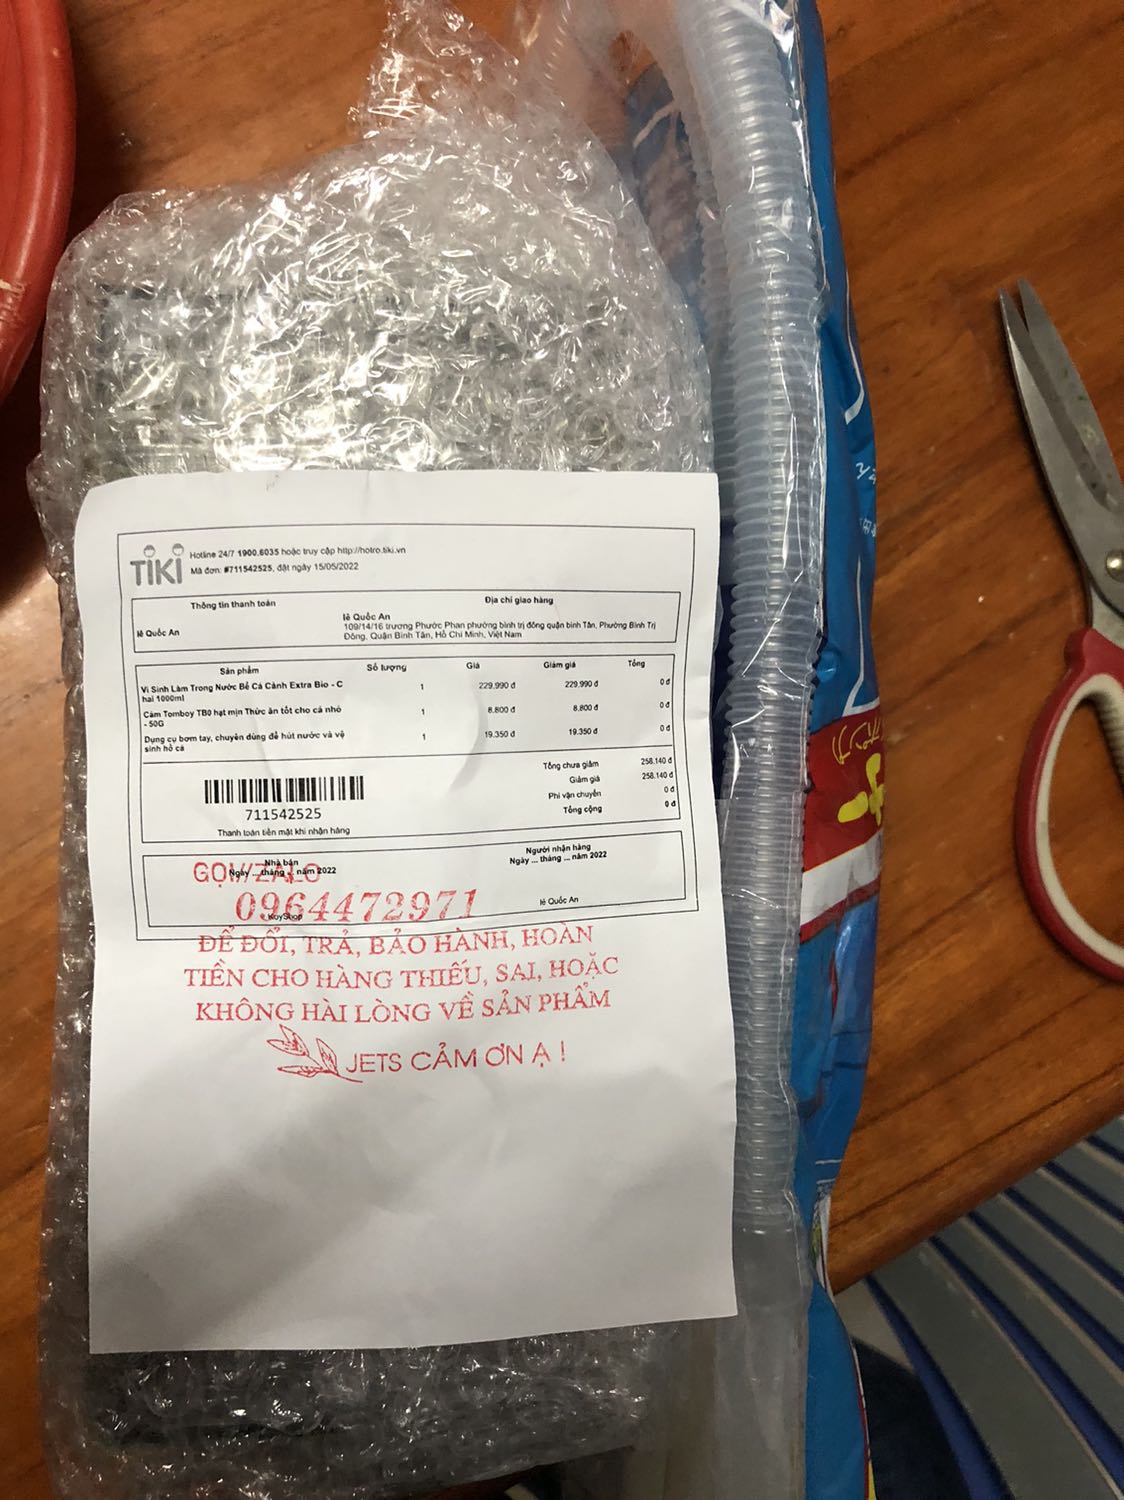 TiKi
Hotline 24/7 1900.6035 hoặc truy cập http://hotro.tiki.vn
Mã đơn: #711542525, đặt ngày 15/05/2022
Thông tin thanh toán Địa chỉ giao hàng
lê Quốc An
lê Quốc An
109/14/16 trương Phước Phan phường bình trị đông quận bình Tân, Phường Bình Trị
Đông, Quận Bình Tân, Hồ Chí Minh, Việt Nam
Sản phẩm Số lượng Giá Giảm giá Tổng
Vi Sinh Làm Trong Nước Bể Cá Cảnh Extra Bio - C
hai 1000ml
1 229.990 đ 229.990 đ 0 đ
Cám Tomboy TB0 hạt mịn Thức ăn tốt cho cá nhỏ
- 50G
1 8.800 đ 8.800 đ 0 đ
Dụng cụ bơm tay, chuyên dùng để hút nước và vệ
sinh hồ cá
1 19.350 đ 19.350 đ 0 đ
Tổng chưa giảm 258.140 đ
Giảm giá 258.140 đ
Phí vận chuyển 0 đ
Tổng cộng 0 đ
711542525
Thanh toán tiền mặt khi nhận hàng
Nhà bán
Ngày ... tháng ... năm 2022
KoyShop
Người nhận hàng
Ngày ... tháng ... năm 2022
lê Quốc An
GỌI/ZALO
0964472971
ĐỂ ĐỔI, TRẢ, BẢO HÀNH, HOÀN
TIỀN CHO HÀNG THIẾU, SAI, HOẶC
KHÔNG HÀI LÒNG VỀ SẢN PHẨM
JETS CẢM ƠN Ạ !